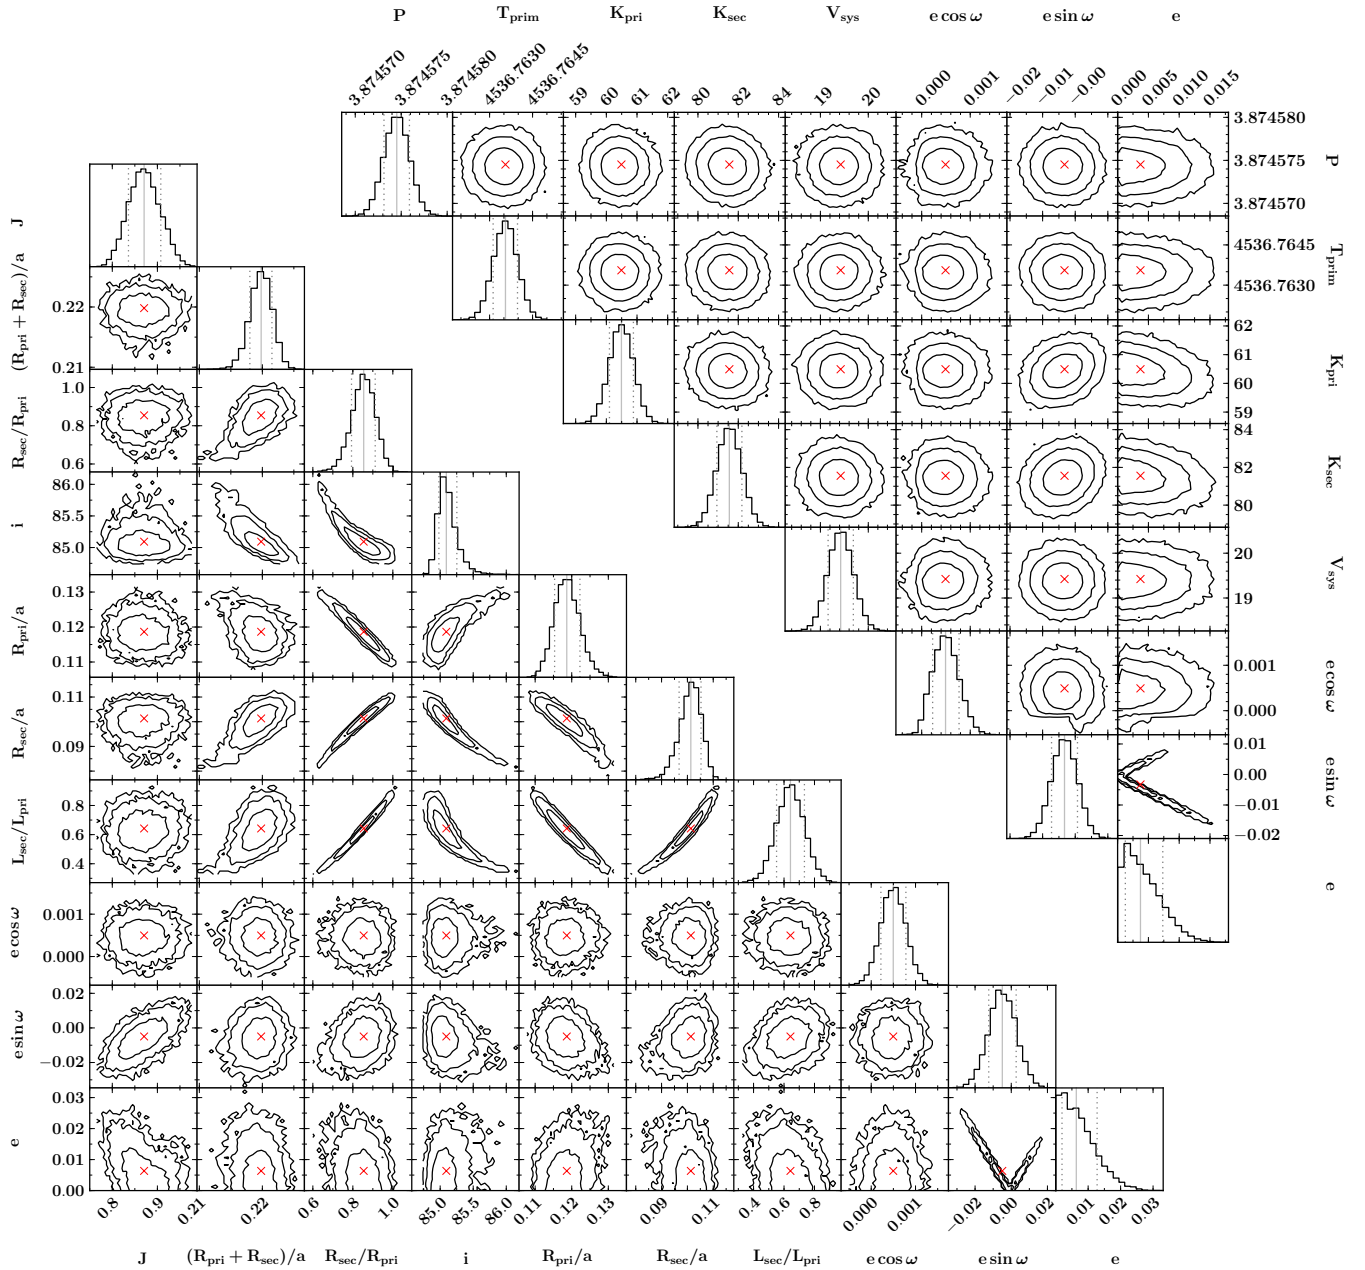 P T_prim K_pri K_sec V_sys e cos ω e sin ω e
3.874570 3.874575 3.874580 4536.7630 4536.7645 59 60 61 62 80 82 84 19 20 0.000 0.001 −0.02 −0.01 −0.00 0.000 0.005 0.010 0.015
3.874580
3.874575 P
3.874570
4536.7645
4536.7630 T_prim
62
61
60
59
K_pri
84
82
80
K_sec
20
19
V_sys
0.001
0.000
e cos ω
0.01
0.00
−0.01
−0.02
e sin ω
e
J
(R_pri + R_sec)/a
0.22
0.21
R_sec/R_pri
1.0
0.8
0.6
i
86.0
85.5
85.0
R_pri/a
0.13
0.12
0.11
R_sec/a
0.11
0.09
L_sec/L_pri
0.8
0.6
0.4
e cos ω
0.001
0.000
e sin ω
0.02
0.00
−0.02
e
0.03
0.02
0.01
0.00
0.8 0.9 0.21 0.22 0.6 0.8 1.0 85.0 85.5 86.0 0.11 0.12 0.13 0.09 0.11 0.4 0.6 0.8 0.000 0.001 −0.02 0.00 0.02 0.01 0.02 0.03
J (R_pri + R_sec)/a R_sec/R_pri i R_pri/a R_sec/a L_sec/L_pri e cos ω e sin ω e